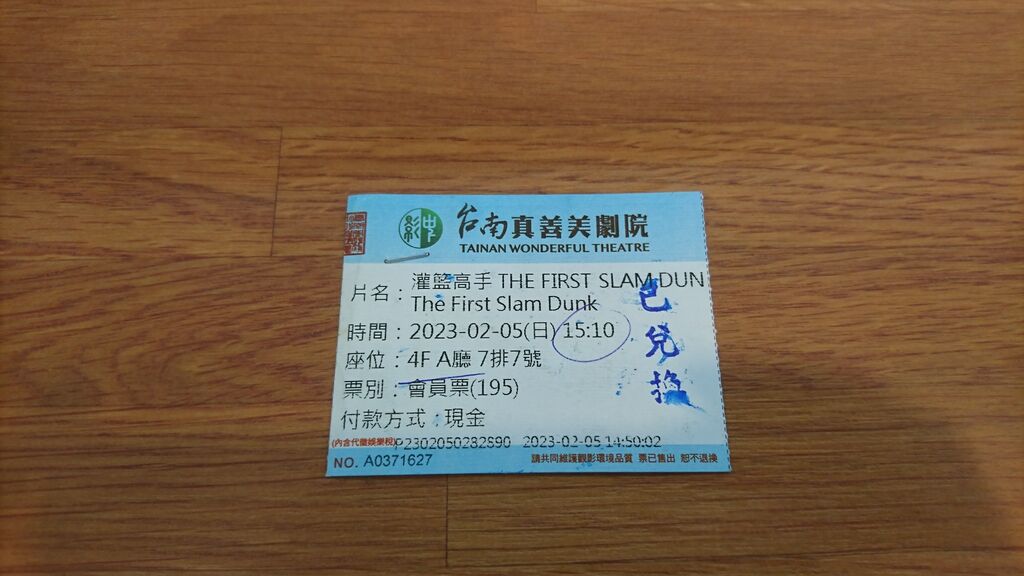 影中
台南真善美劇院
TAINAN WONDERFUL THEATRE
片名：灌籃高手 THE FIRST SLAM DUN
The First Slam Dunk
時間：2023-02-05(日) 15:10
座位：4F A廳 7排7號
票別：會員票(195)
付款方式：現金
已兌換
(內含代徵娛樂稅)P2302050282890 2023-02-05 14:50:02
NO. A0371627
請共同維護觀影環境品質 票已售出 恕不退換